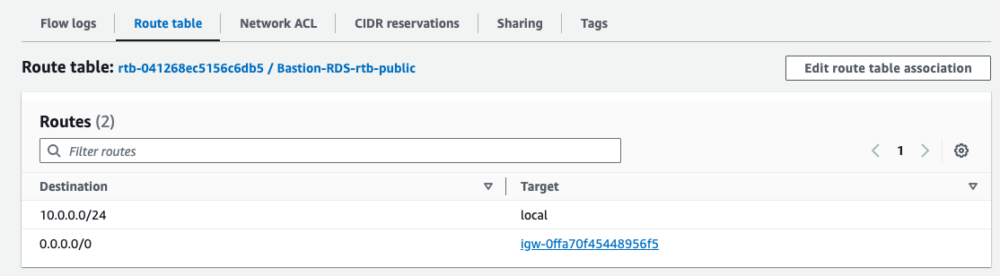 Flow logs Route table Network ACL CIDR reservations Sharing Tags
Route table: rtb-041268ec5156c6db5 / Bastion-RDS-rtb-public Edit route table association
Routes (2)
Filter routes 1
Destination Target
10.0.0.0/24 local
0.0.0.0/0 igw-0ffa70f45448956f5